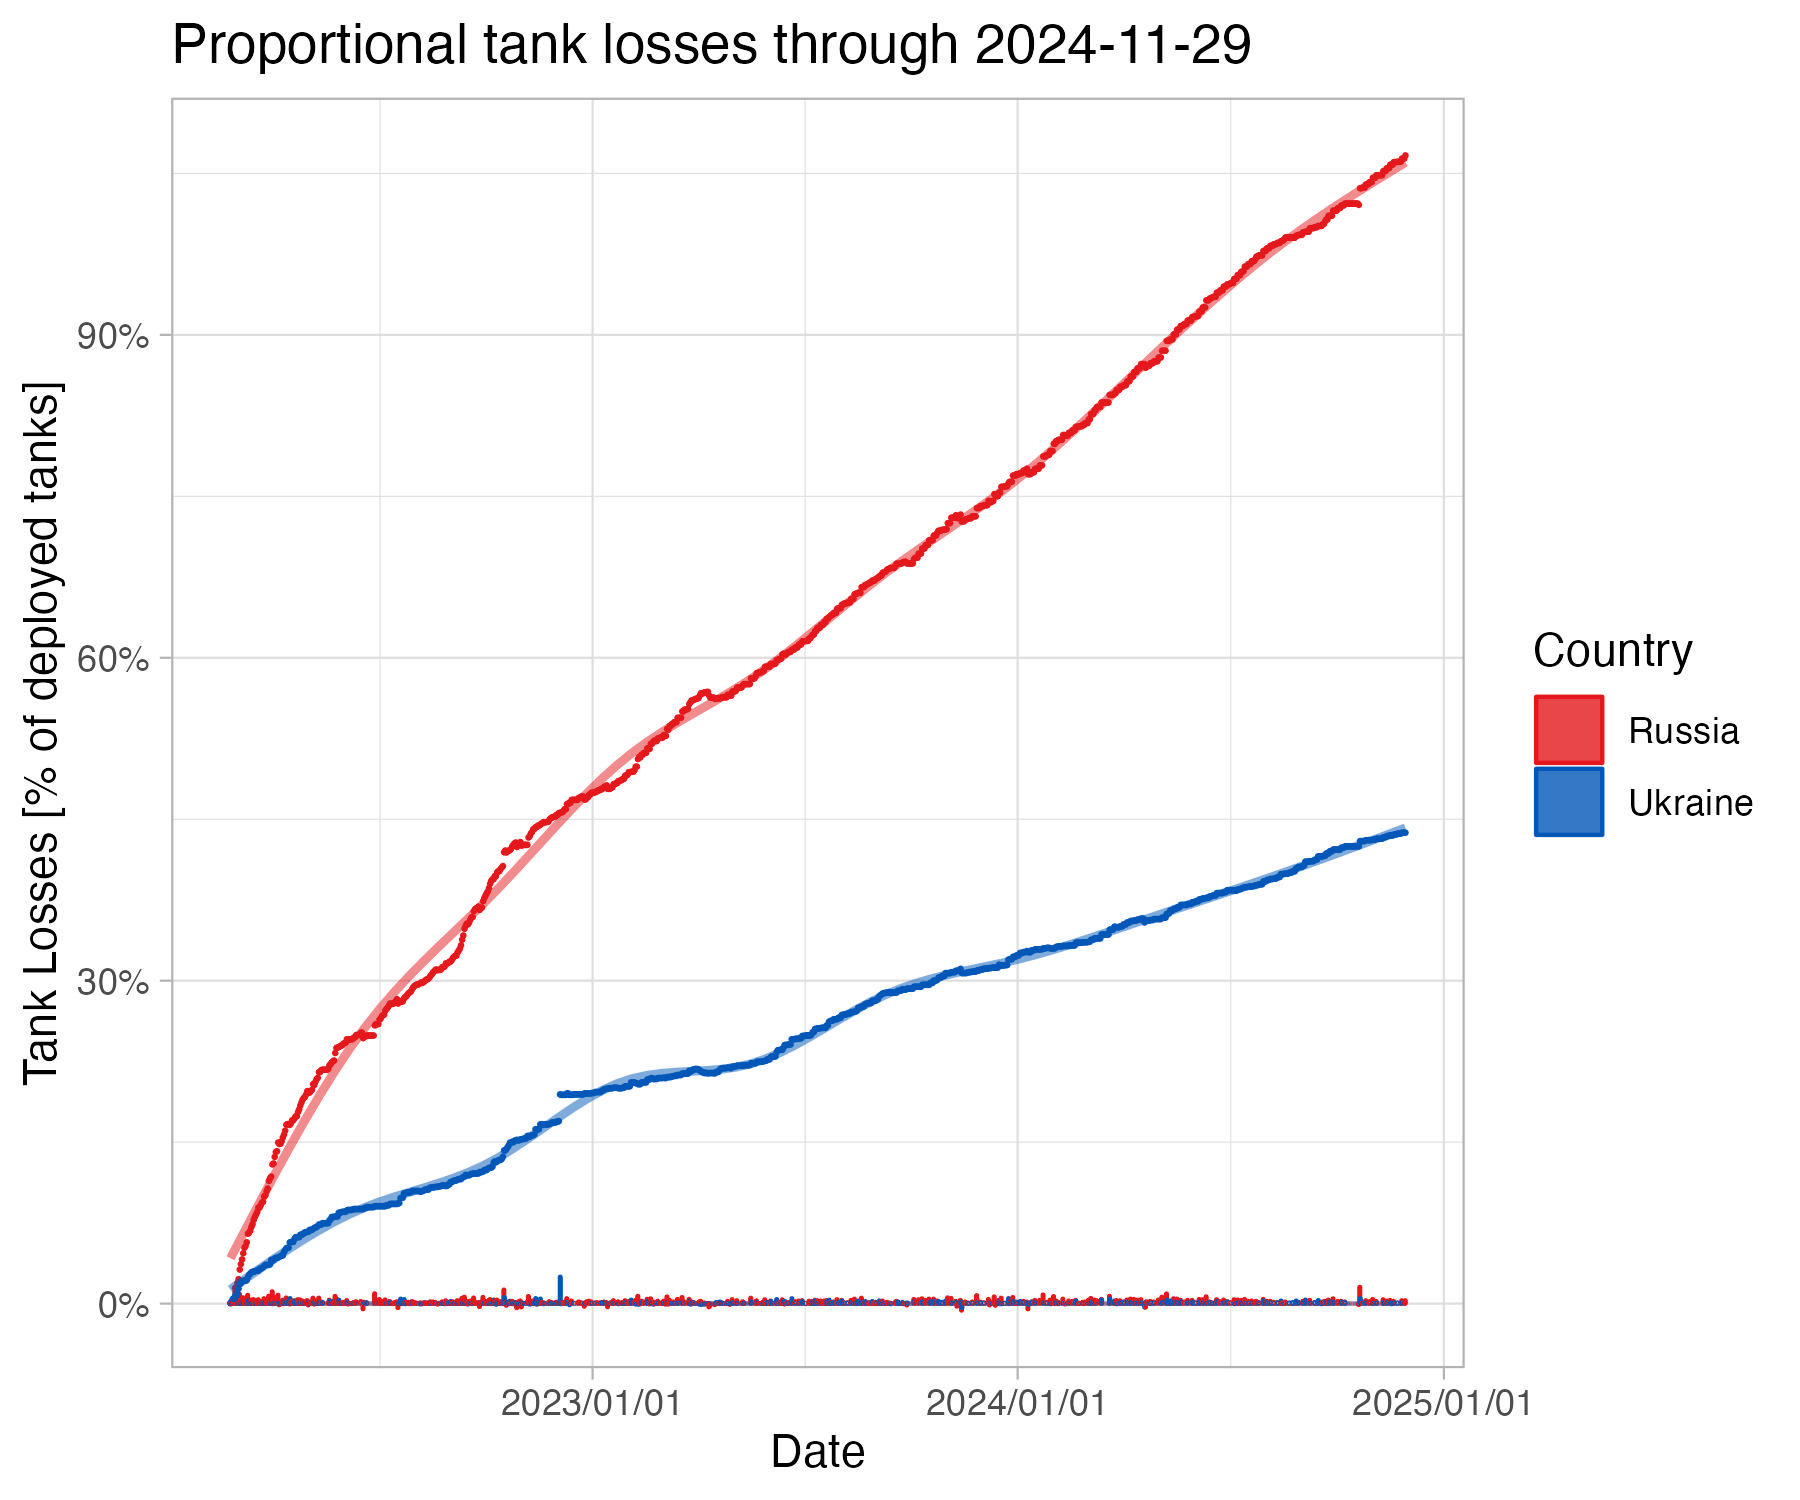 Proportional tank losses through 2024-11-29
Tank Losses [% of deployed tanks]
90%
60%
30%
0%
2023/01/01
2024/01/01
2025/01/01
Date
Country
Russia
Ukraine